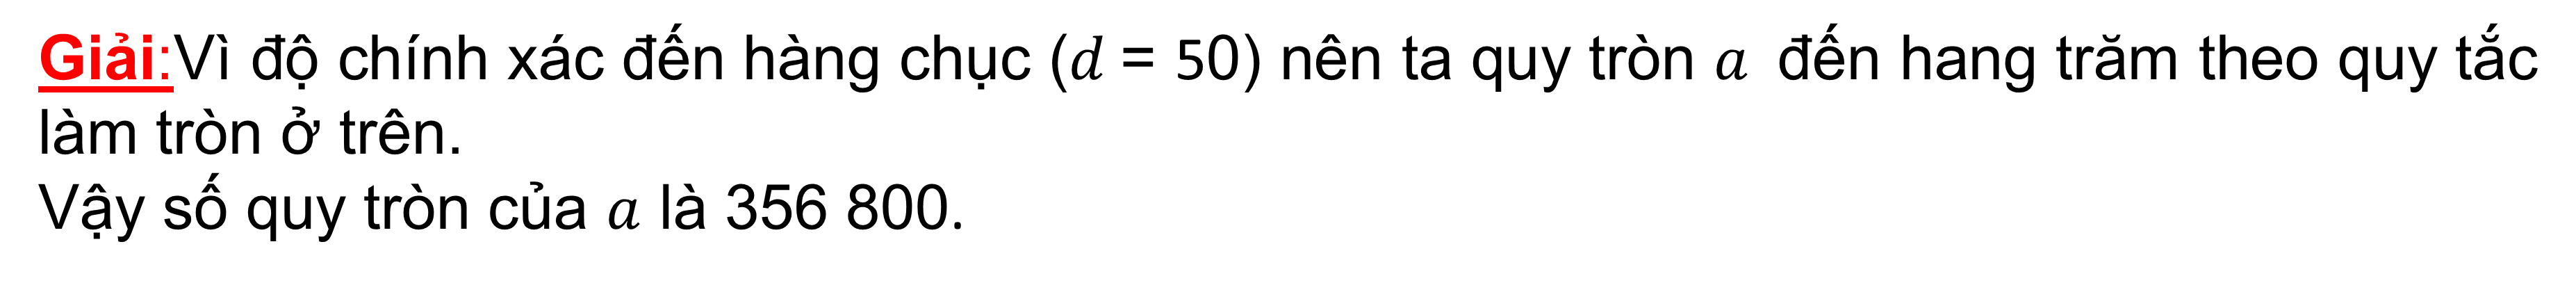 Giải:Vì độ chính xác đến hàng chục (d = 50) nên ta quy tròn a đến hang trăm theo quy tắc
làm tròn ở trên.
Vậy số quy tròn của a là 356 800.